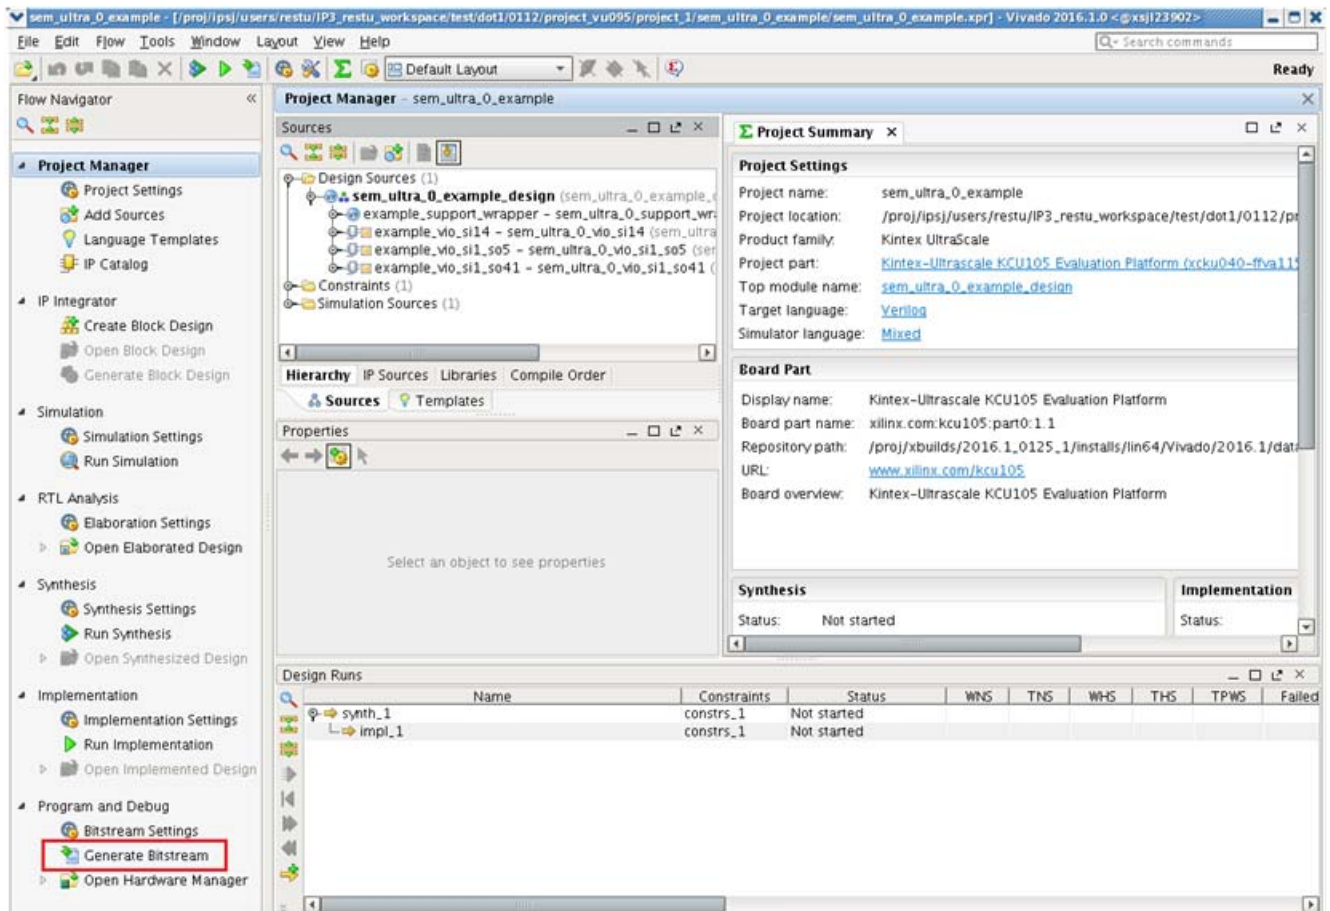 sem_ultra_0_example - [/proj/ipsj/users/restu/IP3_restu_workspace/test/dot1/0112/project_vu095/project_1/sem_ultra_0_example/sem_ultra_0_example.xpr] - Vivado 2016.1.0 <@xsjl23902>
File Edit Flow Tools Window Layout View Help
Search commands
Default Layout
Ready
Flow Navigator
Project Manager
Project Settings
Add Sources
Language Templates
IP Catalog
IP Integrator
Create Block Design
Open Block Design
Generate Block Design
Simulation
Simulation Settings
Run Simulation
RTL Analysis
Elaboration Settings
Open Elaborated Design
Synthesis
Synthesis Settings
Run Synthesis
Open Synthesized Design
Implementation
Implementation Settings
Run Implementation
Open Implemented Design
Program and Debug
Bitstream Settings
Generate Bitstream
Open Hardware Manager
Project Manager - sem_ultra_0_example
Sources
Design Sources (1)
sem_ultra_0_example_design (sem_ultra_0_example_
example_support_wrapper - sem_ultra_0_support_wr
example_vio_si14 - sem_ultra_0_vio_si14 (sem_ultra
example_vio_si1_so5 - sem_ultra_0_vio_si1_so5 (ser
example_vio_si1_so41 - sem_ultra_0_vio_si1_so41 (
Constraints (1)
Simulation Sources (1)
Hierarchy IP Sources Libraries Compile Order
Sources Templates
Properties
Select an object to see properties
Σ Project Summary
Project Settings
Project name: sem_ultra_0_example
Project location: /proj/ipsj/users/restu/IP3_restu_workspace/test/dot1/0112/pr
Product family: Kintex UltraScale
Project part: Kintex-Ultrascale KCU105 Evaluation Platform (xcku040-ffva115
Top module name: sem_ultra_0_example_design
Target language: Verilog
Simulator language: Mixed
Board Part
Display name: Kintex-Ultrascale KCU105 Evaluation Platform
Board part name: xilinx.com:kcu105:part0:1.1
Repository path: /proj/xbuilds/2016.1_0125_1/installs/lin64/Vivado/2016.1/data
URL: www.xilinx.com/kcu105
Board overview: Kintex-Ultrascale KCU105 Evaluation Platform
Synthesis
Status: Not started
Implementation
Status:
Design Runs
Name Constraints Status WNS TNS WHS THS TPWS Failed
synth_1 constrs_1 Not started
impl_1 constrs_1 Not started